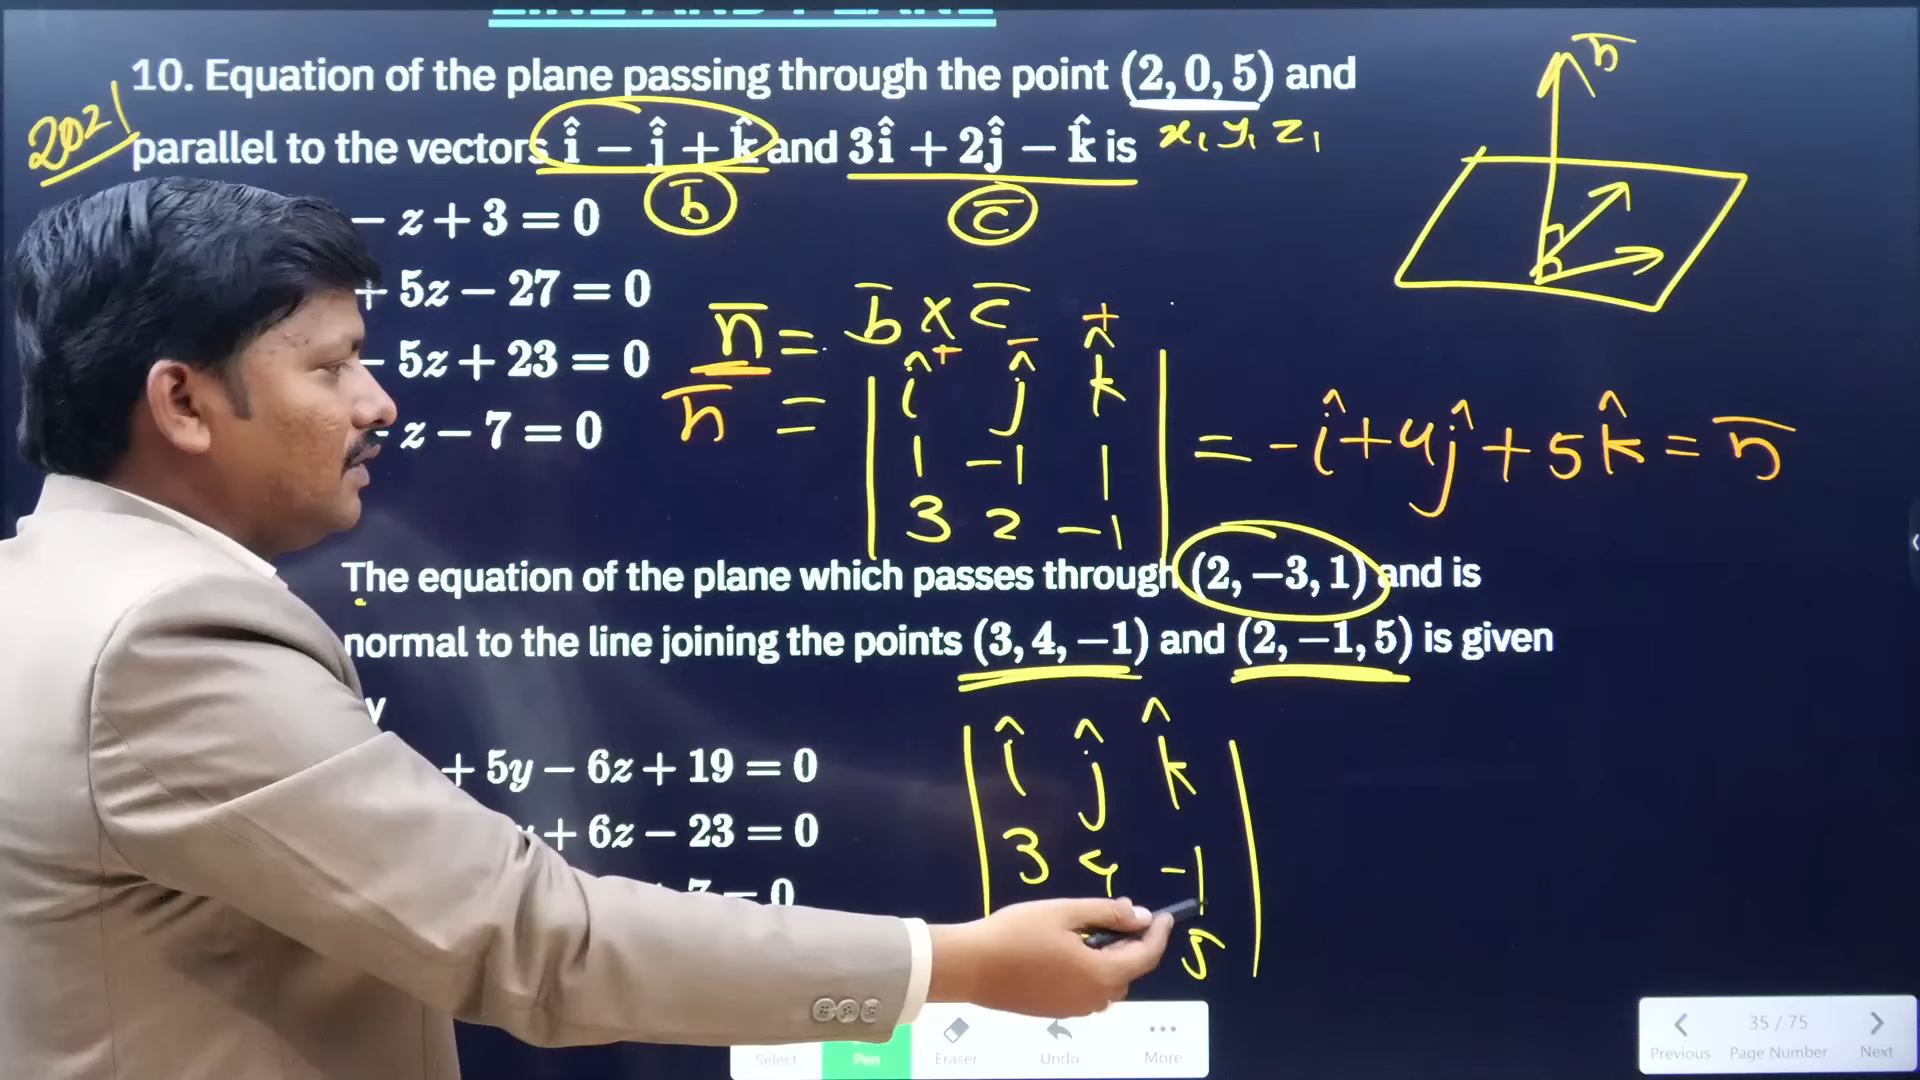 10. Equation of the plane passing through the point (2, 0, 5) and
parallel to the vectors î − ĵ + k̂ and 3î + 2ĵ − k̂ is
2021
x₁ y₁ z₁
b̄
c̄
n̄
− z + 3 = 0
+ 5z − 27 = 0
− 5z + 23 = 0
z − 7 = 0
n̄ = b̄ × c̄
+ − +
n̄ = | î ĵ k̂ |
| 1 −1 1 | = −î + 4ĵ + 5k̂ = n̄
| 3 2 −1 |
The equation of the plane which passes through (2, −3, 1) and is
normal to the line joining the points (3, 4, −1) and (2, −1, 5) is given
y
+ 5y − 6z + 19 = 0
+ 6z − 23 = 0
7 = 0
| î ĵ k̂ |
| 3 4 −1 |
5 |
Select Pen Eraser Undo More
35 / 75
Previous Page Number Next